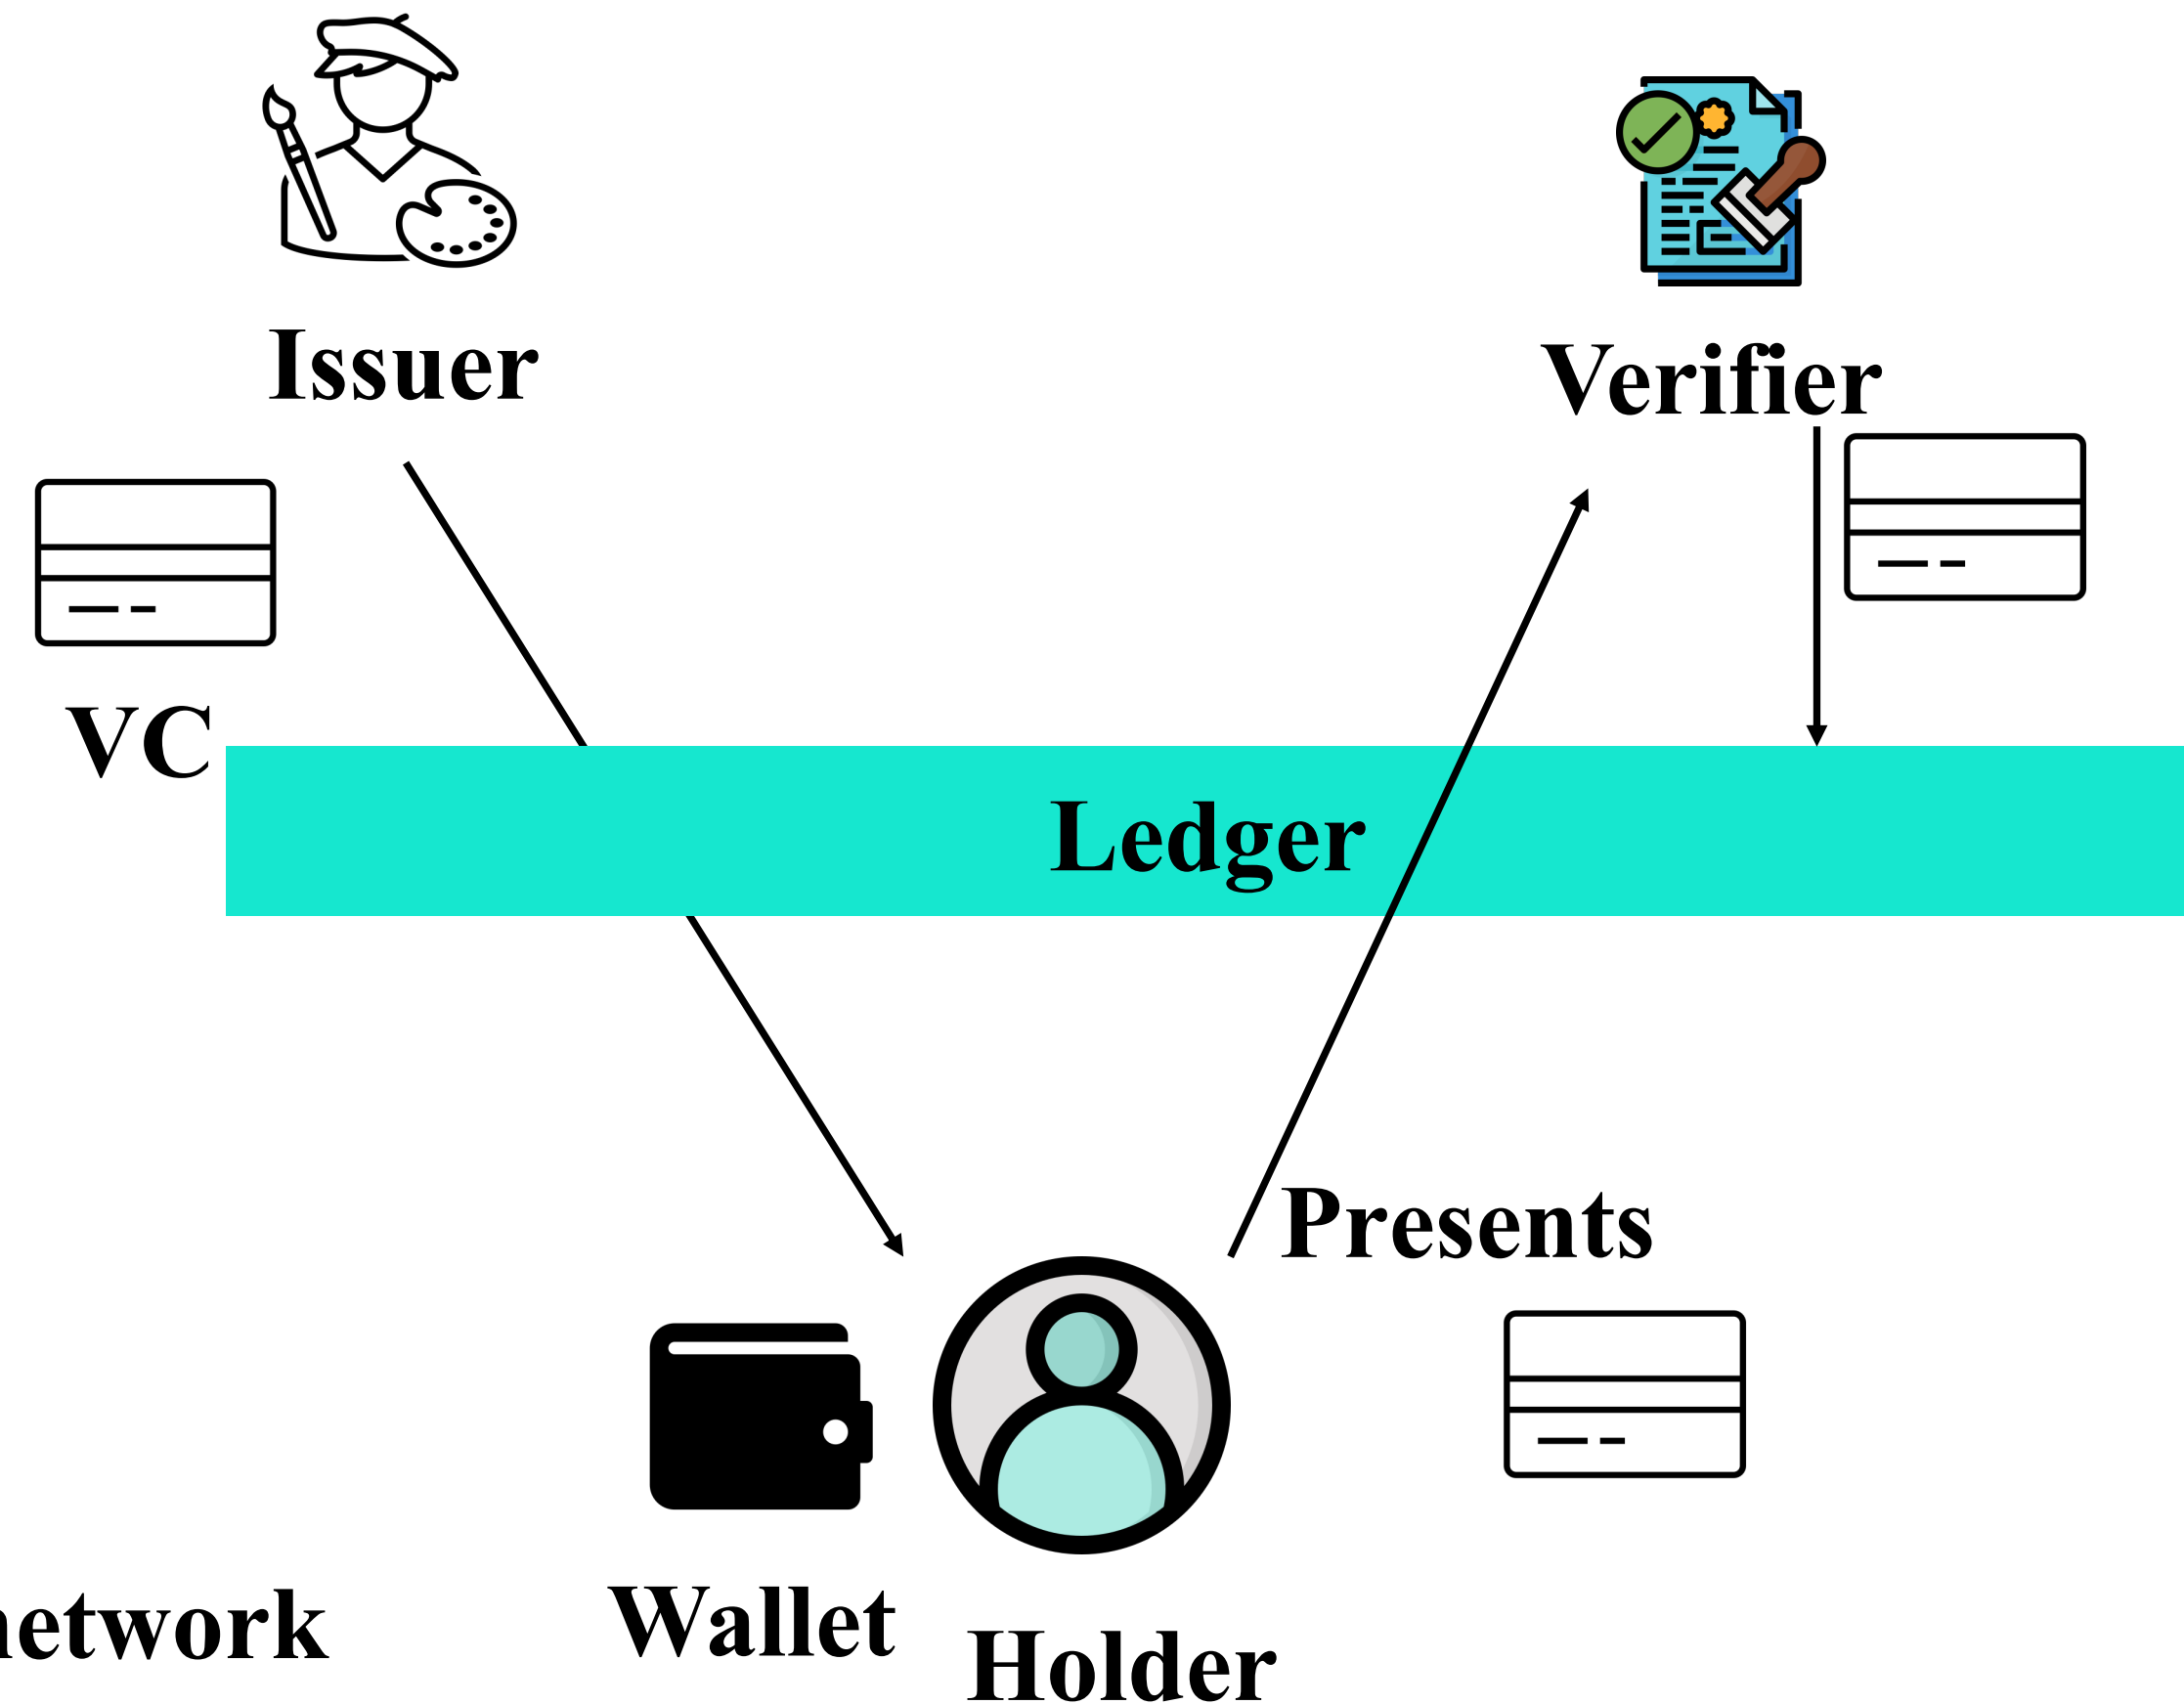 Issuer
Verifier
VC
Ledger
Presents
etwork
Wallet
Holder